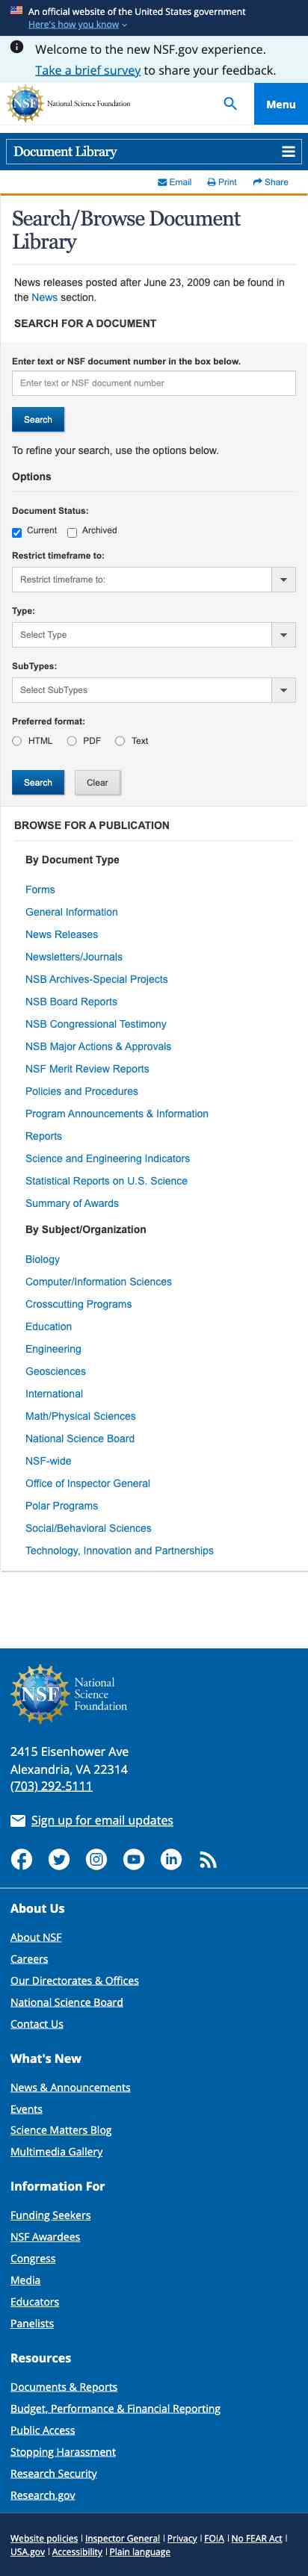 An official website of the United States government
Here's how you know
Welcome to the new NSF.gov experience.
Take a brief survey to share your feedback.
NSF
National Science Foundation
Menu
Document Library
Email Print Share
Search/Browse Document
Library
News releases posted after June 23, 2009 can be found in
the News section.
SEARCH FOR A DOCUMENT
Enter text or NSF document number in the box below.
Enter text or NSF document number
Search
To refine your search, use the options below.
Options
Document Status:
Current Archived
Restrict timeframe to:
Restrict timeframe to:
Type:
Select Type
SubTypes:
Select SubTypes
Preferred format:
HTML PDF Text
Search Clear
BROWSE FOR A PUBLICATION
By Document Type
Forms
General Information
News Releases
Newsletters/Journals
NSB Archives-Special Projects
NSB Board Reports
NSB Congressional Testimony
NSB Major Actions & Approvals
NSF Merit Review Reports
Policies and Procedures
Program Announcements & Information
Reports
Science and Engineering Indicators
Statistical Reports on U.S. Science
Summary of Awards
By Subject/Organization
Biology
Computer/Information Sciences
Crosscutting Programs
Education
Engineering
Geosciences
International
Math/Physical Sciences
National Science Board
NSF-wide
Office of Inspector General
Polar Programs
Social/Behavioral Sciences
Technology, Innovation and Partnerships
NSF
National
Science
Foundation
2415 Eisenhower Ave
Alexandria, VA 22314
(703) 292-5111
Sign up for email updates
About Us
About NSF
Careers
Our Directorates & Offices
National Science Board
Contact Us
What's New
News & Announcements
Events
Science Matters Blog
Multimedia Gallery
Information For
Funding Seekers
NSF Awardees
Congress
Media
Educators
Panelists
Resources
Documents & Reports
Budget, Performance & Financial Reporting
Public Access
Stopping Harassment
Research Security
Research.gov
Website policies | Inspector General | Privacy | FOIA | No FEAR Act |
USA.gov | Accessibility | Plain language